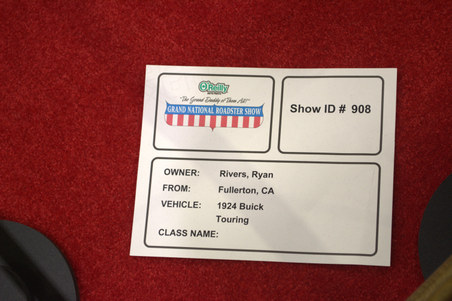 O'Reilly
"The Grand Daddy of Them All!"
GRAND NATIONAL ROADSTER SHOW
Show ID # 908
OWNER: Rivers, Ryan
FROM: Fullerton, CA
VEHICLE: 1924 Buick
Touring
CLASS NAME: